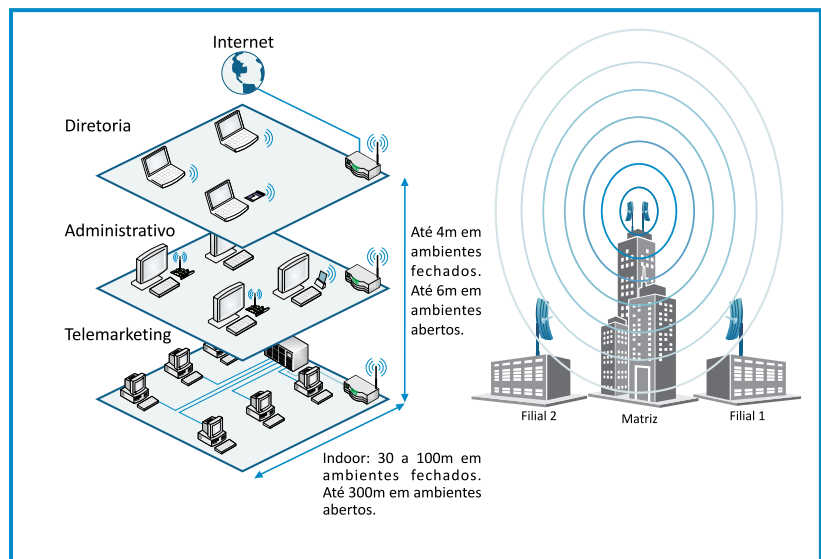 Internet
Diretoria
Administrativo
Telemarketing
Até 4m em
ambientes
fechados.
Até 6m em
ambientes
abertos.
Indoor: 30 a 100m em
ambientes fechados.
Até 300m em ambientes
abertos.
Filial 2
Matriz
Filial 1